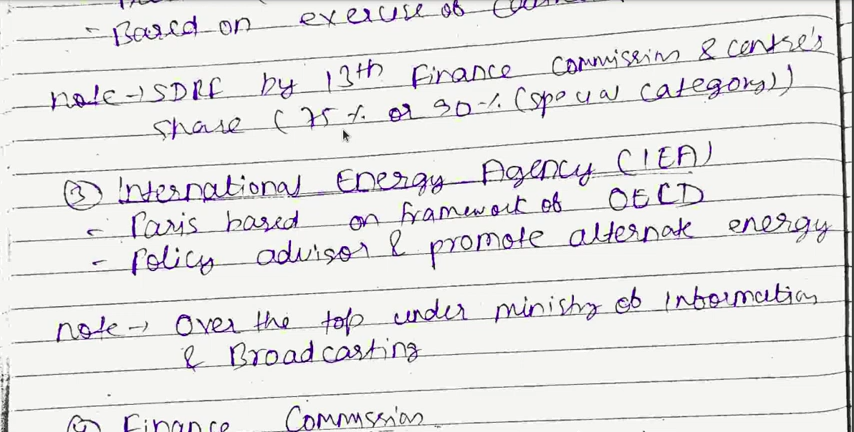 - Based on exercise of
note → SDRF by 13th Finance Commission & centre's
share (75% or 90% (special category))
③ International Energy Agency (IEA)
- Paris based on framework of OECD
- Policy advisor & promote alternate energy
note → Over the top under ministry of Information
& Broadcasting
Finance Commission